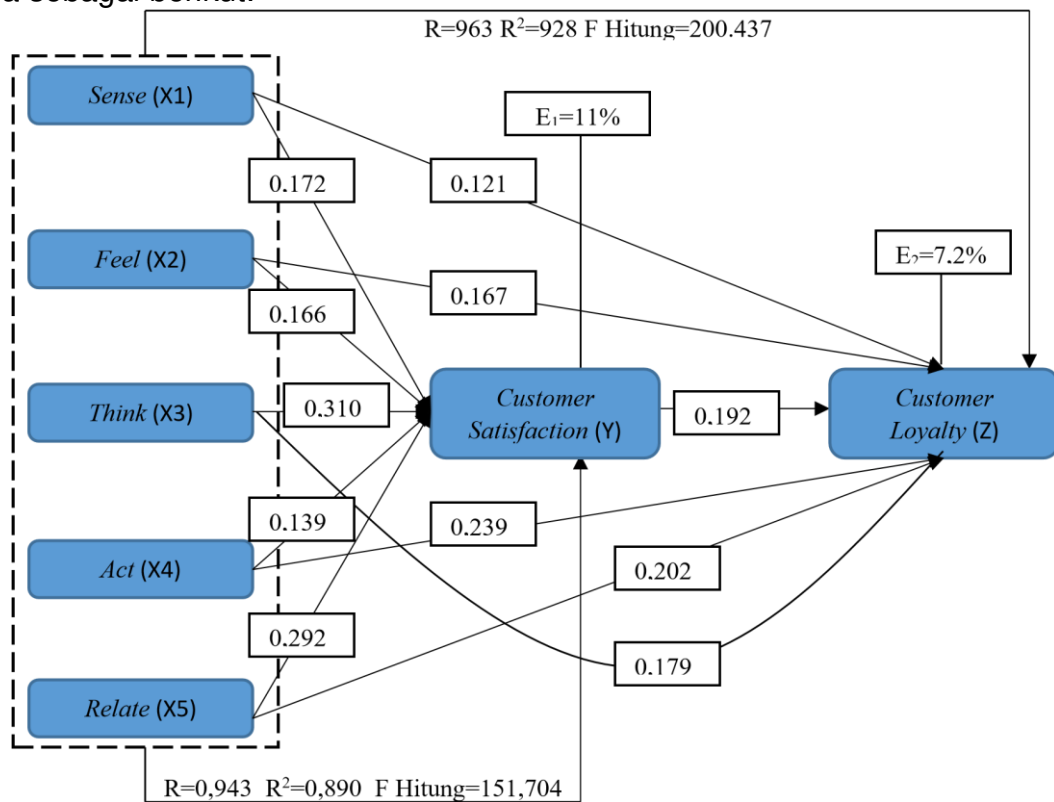 a sebagai berikut:
R=963 R²=928 F Hitung=200.437
Sense (X1)
E₁=11%
0.172
0.121
Feel (X2)
0.166
0.167
E₂=7.2%
Think (X3)
0.310
Customer
Satisfaction (Y)
0.192
Customer
Loyalty (Z)
0.139
0.239
Act (X4)
0.202
0.292
0.179
Relate (X5)
R=0,943 R²=0,890 F Hitung=151,704